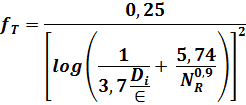 f_T = 0,25 / [log(1 / (3,7 D_i/∈) + 5,74 / N_R^0,9)]^2